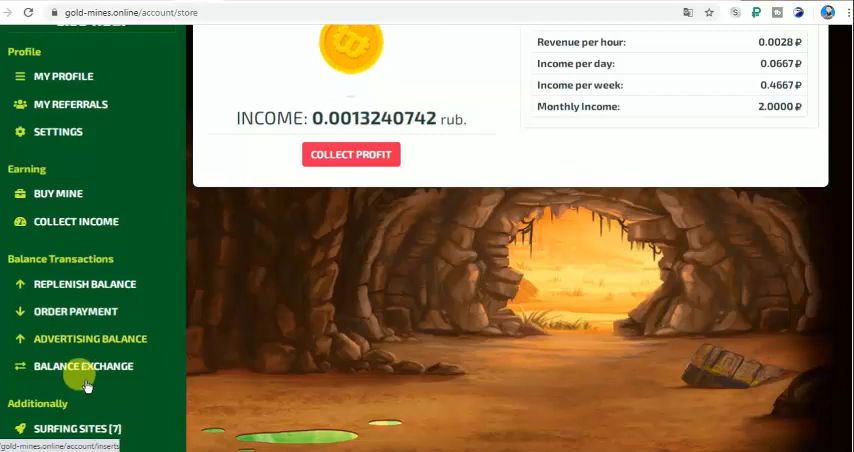 gold-mines.online/account/store
Profile
MY PROFILE
MY REFERRALS
SETTINGS
Earning
BUY MINE
COLLECT INCOME
Balance Transactions
REPLENISH BALANCE
ORDER PAYMENT
ADVERTISING BALANCE
BALANCE EXCHANGE
Additionally
SURFING SITES [7]
gold-mines.online/account/inserts
INCOME: 0.0013240742 rub.
COLLECT PROFIT
Revenue per hour: 0.0028 ₽
Income per day: 0.0667 ₽
Income per week: 0.4667 ₽
Monthly Income: 2.0000 ₽